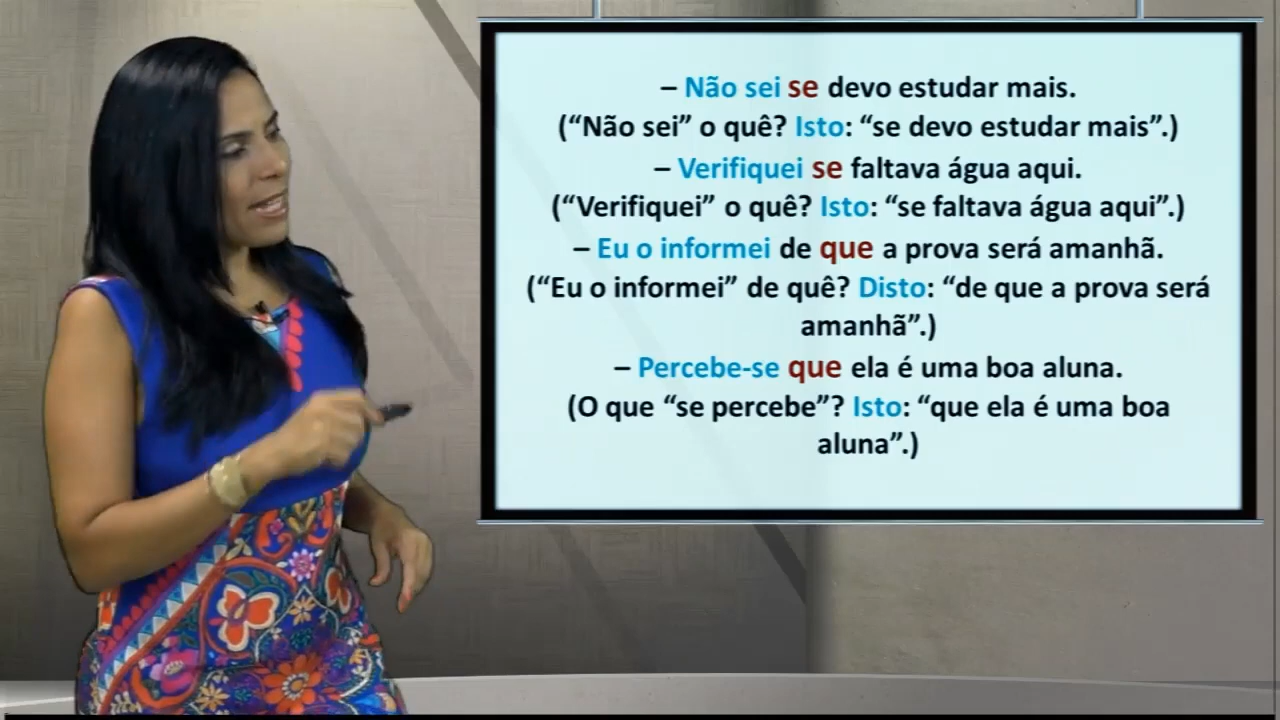 – Não sei se devo estudar mais.
(“Não sei” o quê? Isto: “se devo estudar mais”.)
– Verifiquei se faltava água aqui.
(“Verifiquei” o quê? Isto: “se faltava água aqui”.)
– Eu o informei de que a prova será amanhã.
(“Eu o informei” de quê? Disto: “de que a prova será
amanhã”.)
– Percebe-se que ela é uma boa aluna.
(O que “se percebe”? Isto: “que ela é uma boa
aluna”.)